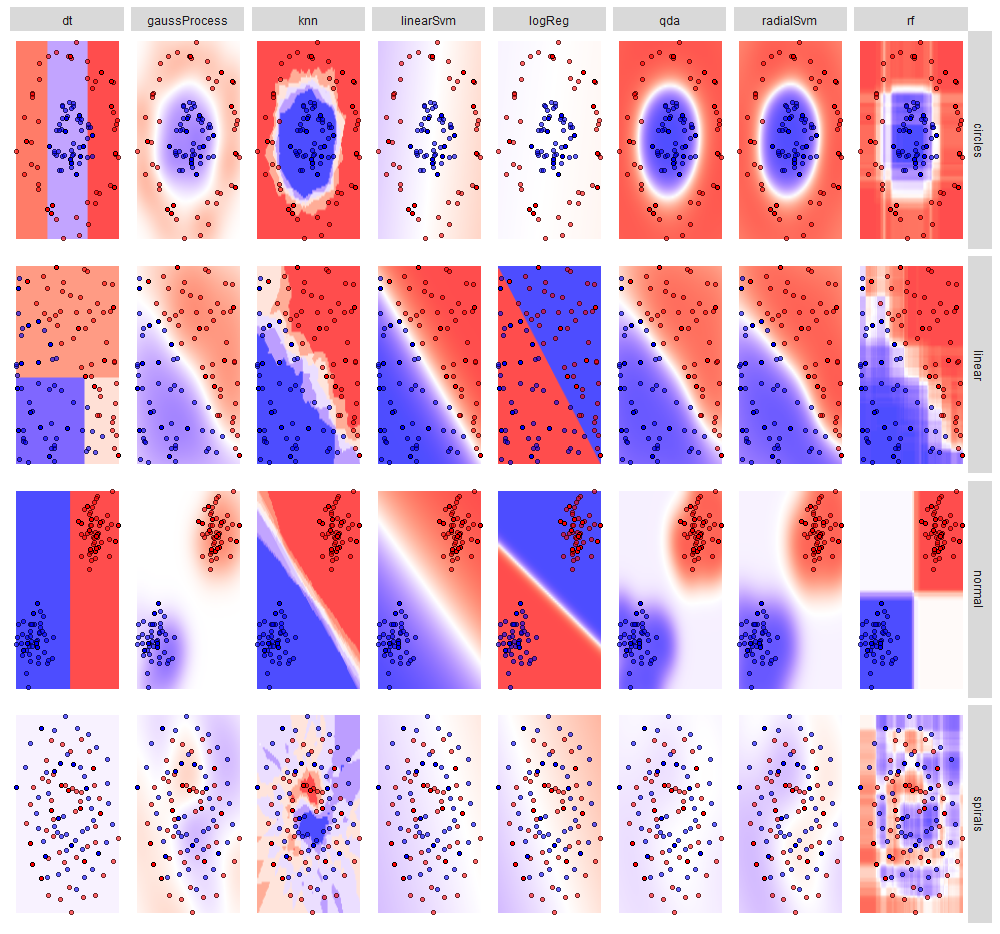 dt
gaussProcess
knn
linearSvm
logReg
qda
radialSvm
rf
circles
linear
normal
spirals